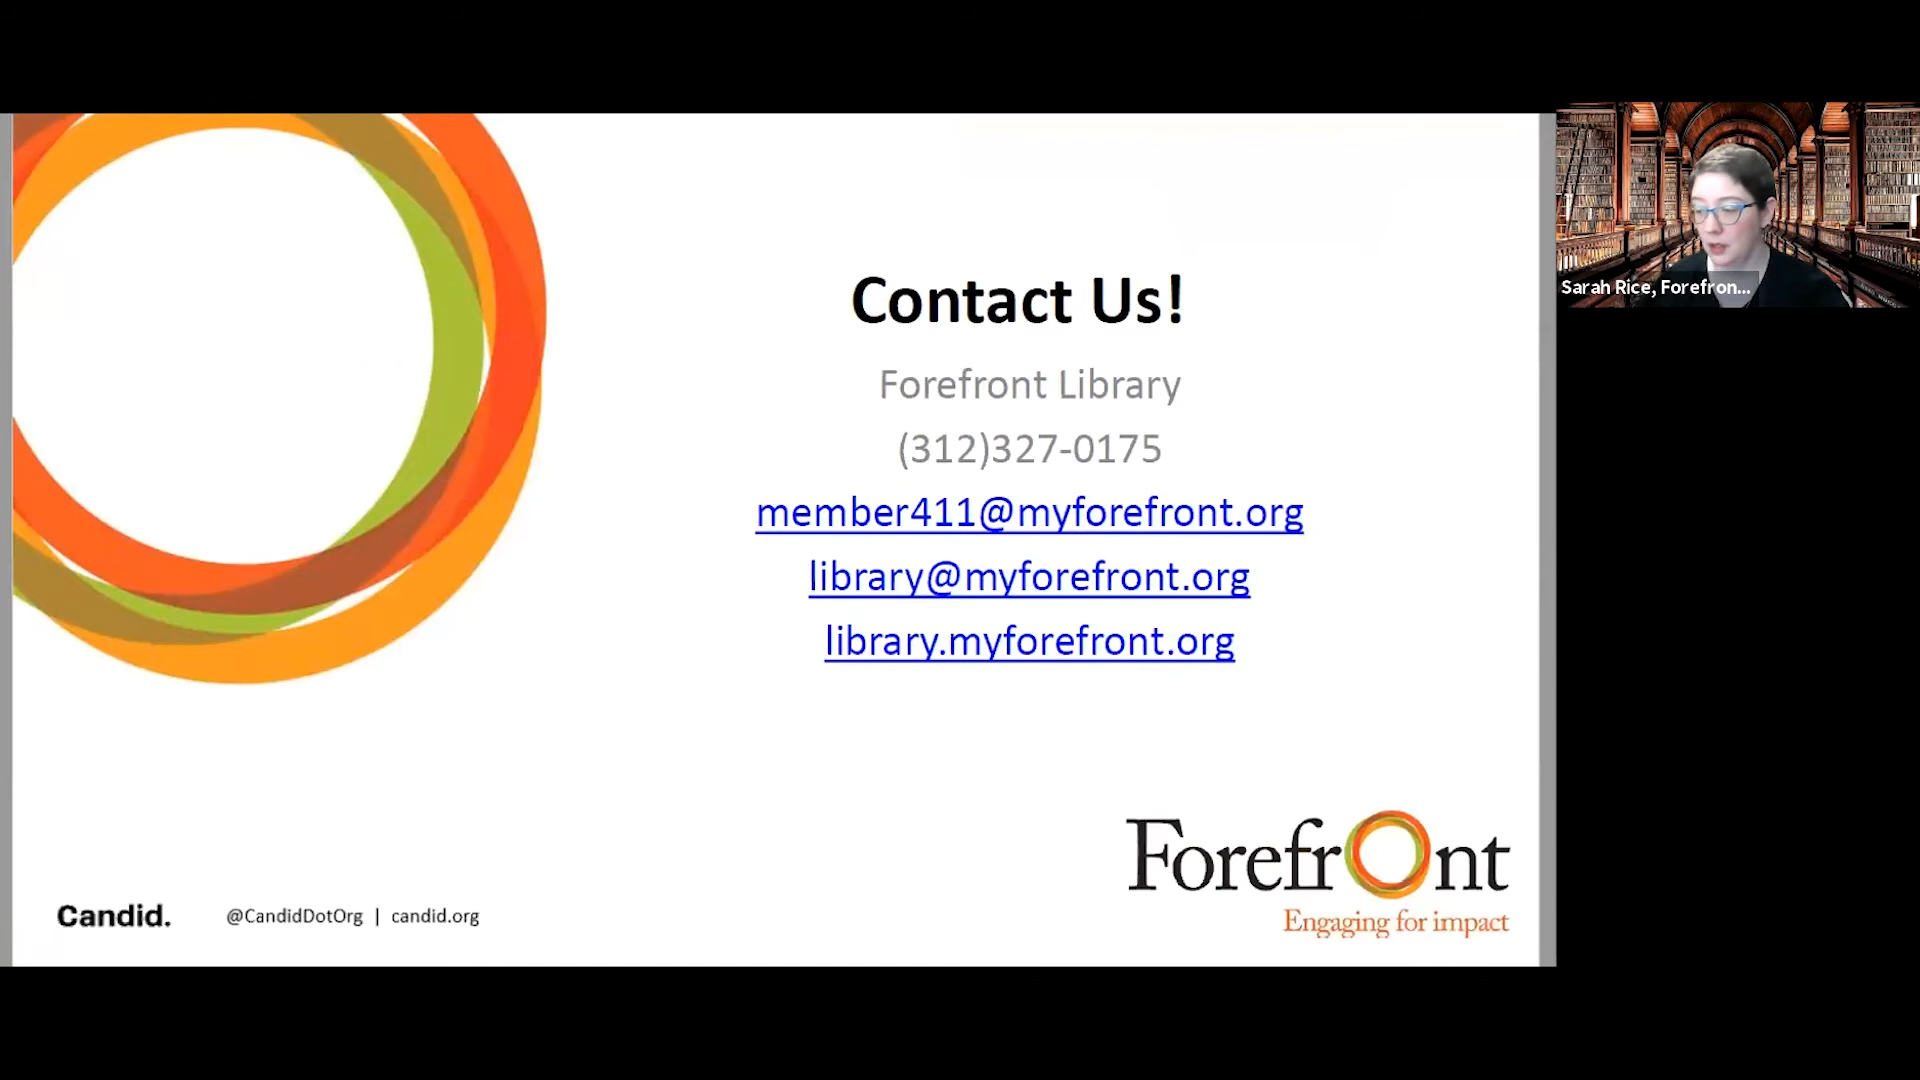 Contact Us!
Forefront Library
(312)327-0175
member411@myforefront.org
library@myforefront.org
library.myforefront.org
Sarah Rice, Forefron...
Forefront
Engaging for impact
Candid.
@CandidDotOrg | candid.org